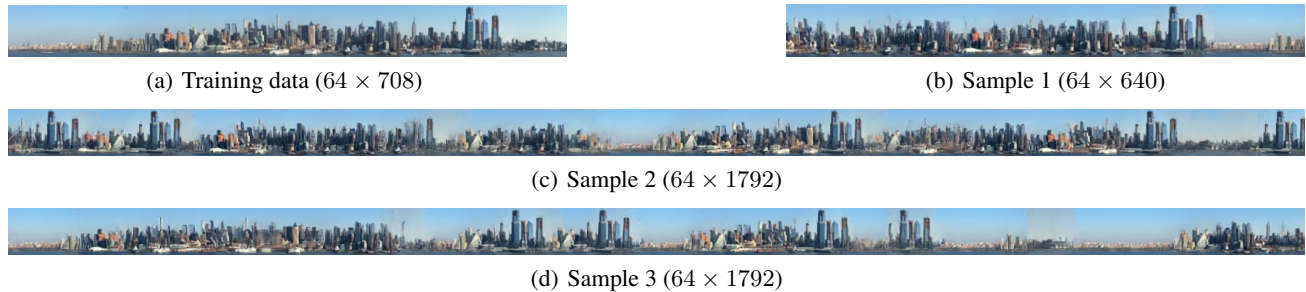 (a) Training data (64 × 708)
(b) Sample 1 (64 × 640)
(c) Sample 2 (64 × 1792)
(d) Sample 3 (64 × 1792)